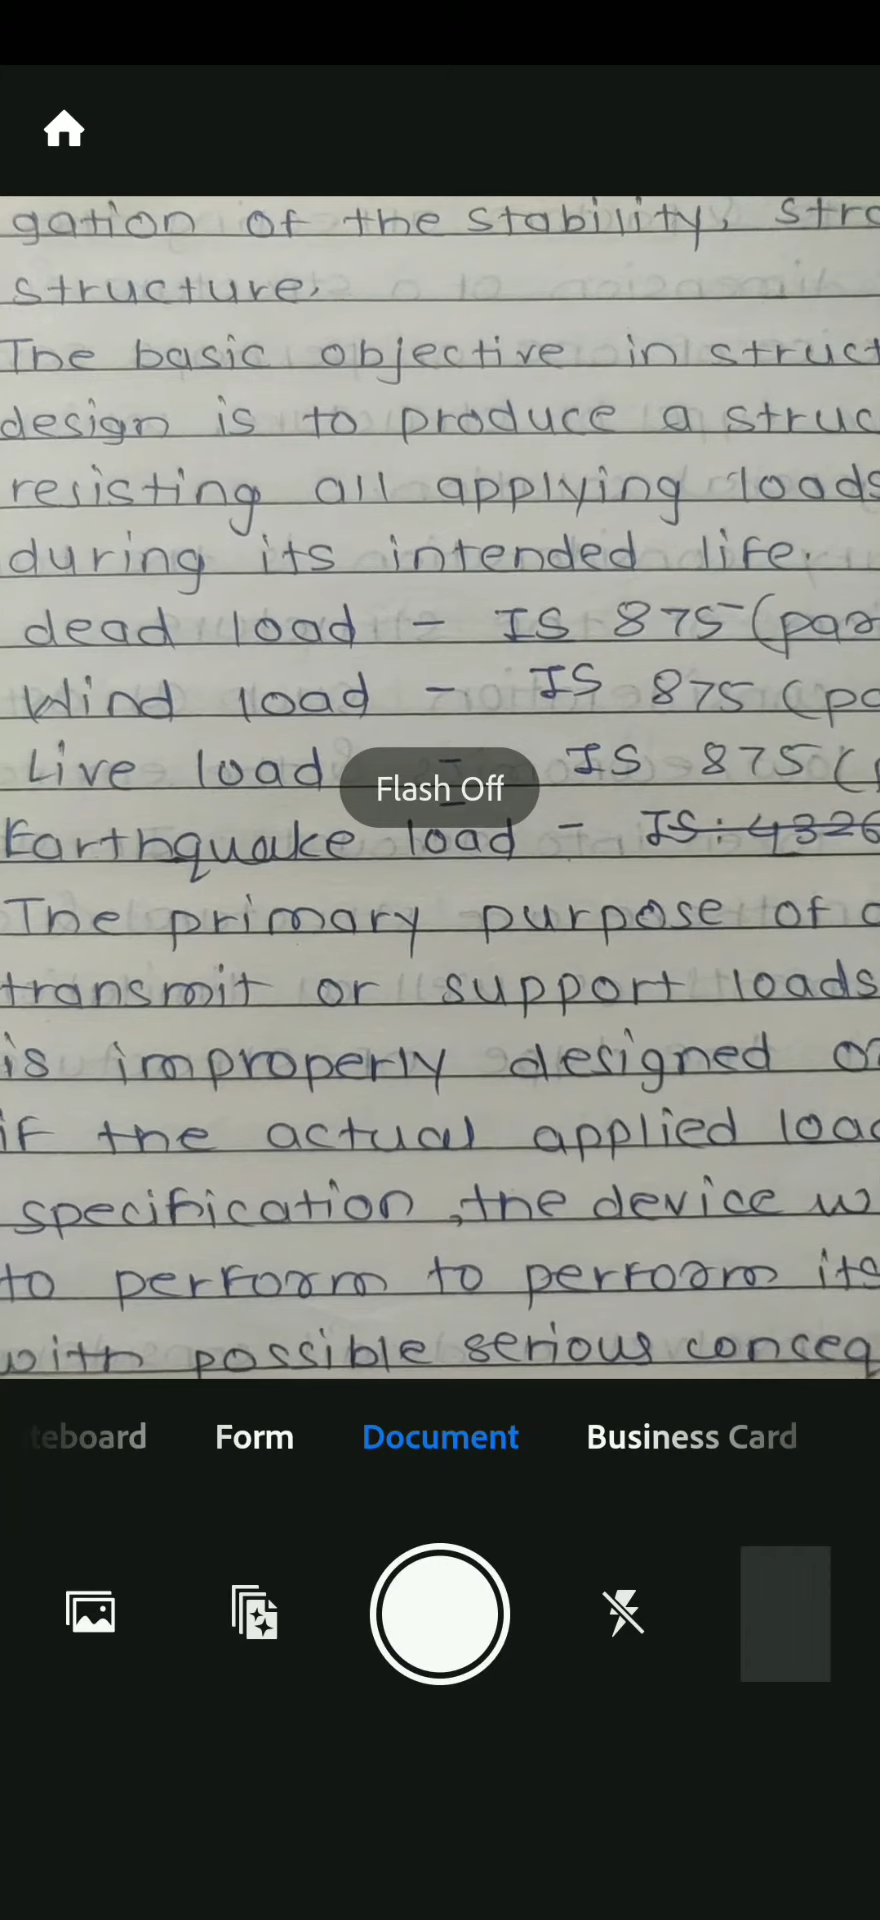 gation of the stability, stro
structure.
The basic objective in struct
design is to produce a struc
resisting all applying loads
during its intended life.
dead load - IS 875 (par
Wind load - IS 875 (pa
Live load - IS 875 (
Flash Off
Earthquake load - IS: 4326
The primary purpose of a
transmit or support loads
is improperly designed or
if the actual applied load
specification, the device w
to perform to perform its
with possible serious conseq
teboard Form Document Business Card